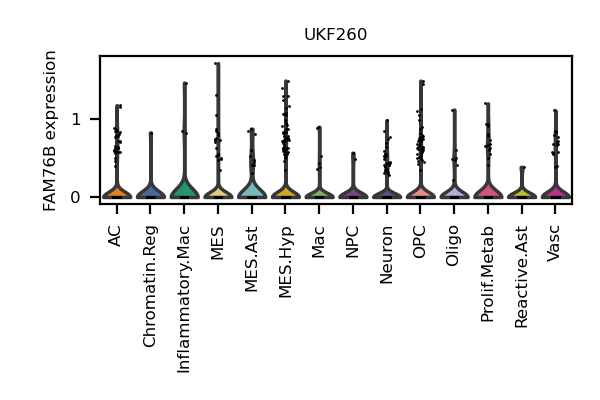 UKF260
FAM76B expression
1
0
AC
Chromatin.Reg
Inflammatory.Mac
MES
MES.Ast
MES.Hyp
Mac
NPC
Neuron
OPC
Oligo
Prolif.Metab
Reactive.Ast
Vasc